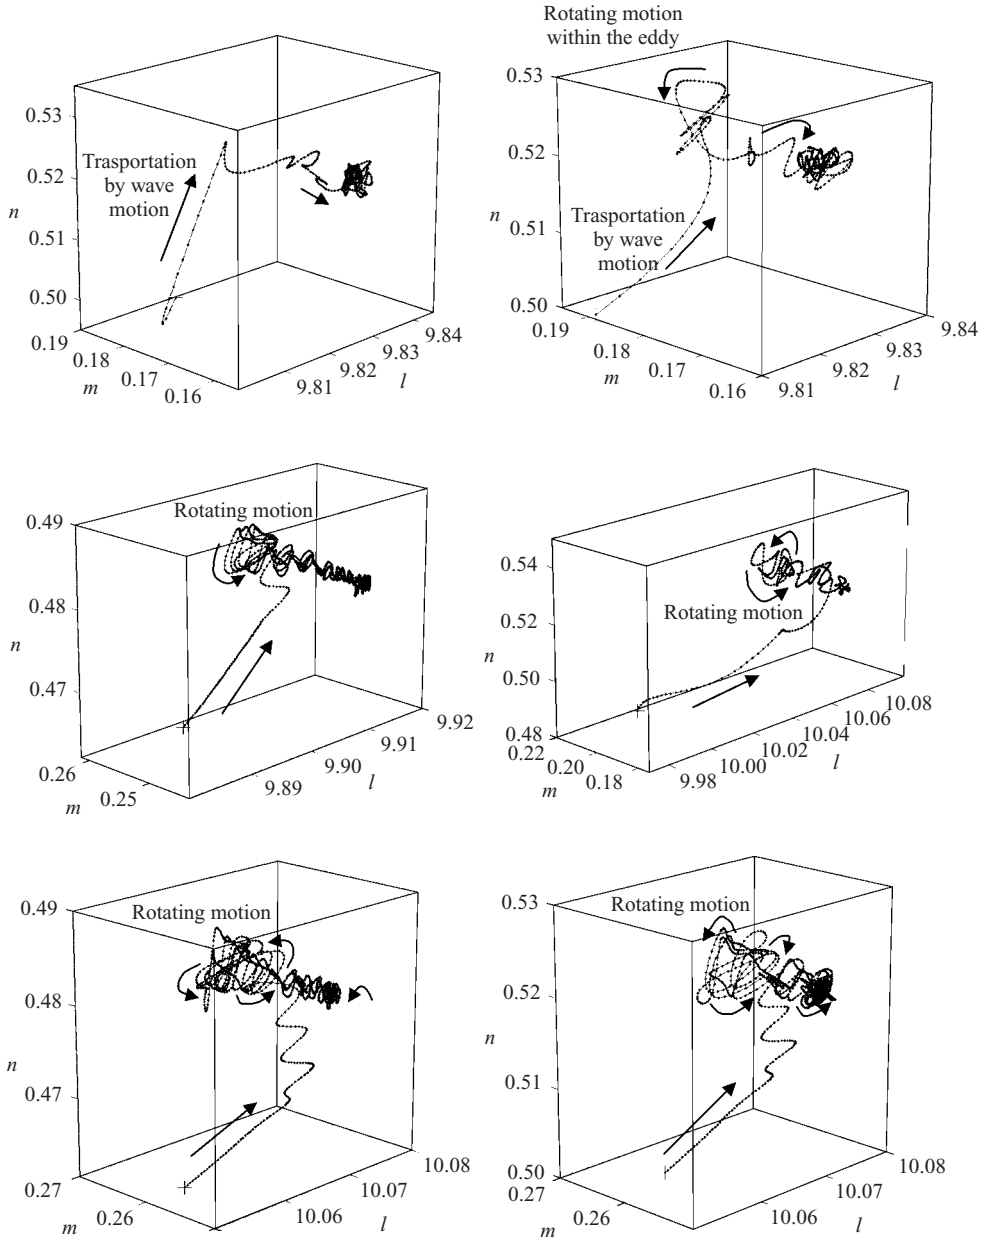 Rotating motion
within the eddy
0.53
Trasportation
by wave
motion
0.52
n
0.51
0.50
0.19
0.18
0.17
0.16
m
9.81
9.82
9.83
9.84
l
0.53
0.52
n
0.51
Trasportation
by wave
motion
0.50
0.19
0.18
0.17
0.16
m
9.81
9.82
9.83
9.84
l
0.49
Rotating motion
0.48
n
0.47
0.26
0.25
m
9.89
9.90
9.91
9.92
l
0.54
Rotating motion
0.52
n
0.50
0.48
0.22
0.20
0.18
m
9.98
10.00
10.02
10.04
10.06
10.08
l
0.49
Rotating motion
0.48
n
0.47
0.27
0.26
m
10.06
10.07
10.08
l
0.53
Rotating motion
0.52
n
0.51
0.50
0.27
0.26
m
10.06
10.07
10.08
l